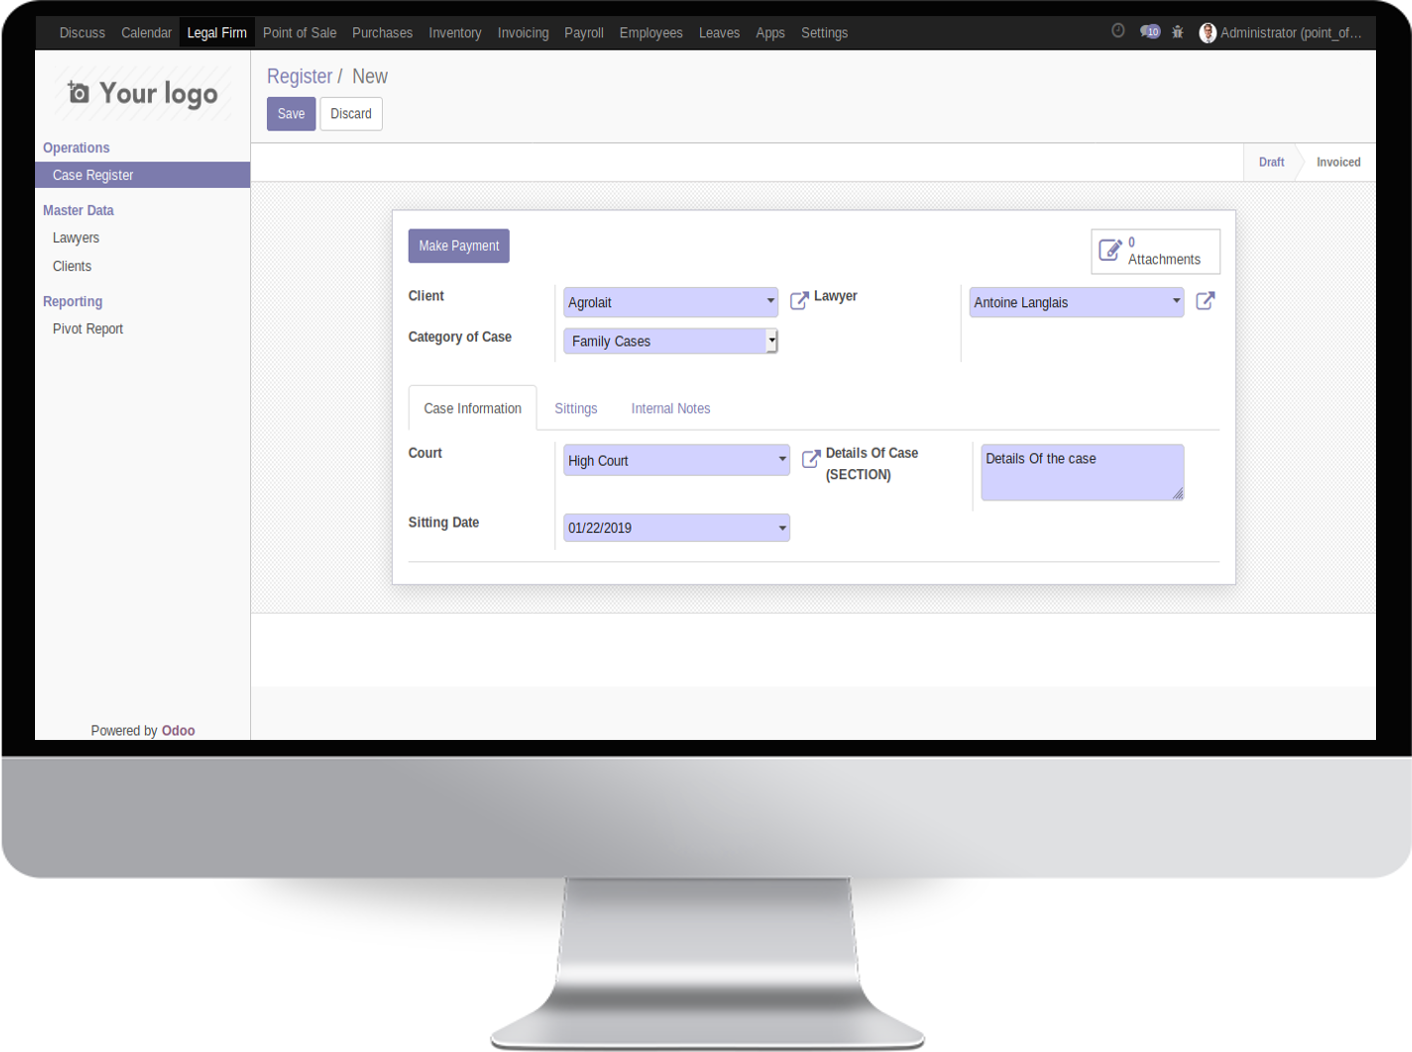 Discuss Calendar Legal Firm Point of Sale Purchases Inventory Invoicing Payroll Employees Leaves Apps Settings 10 Administrator (point_of...
Your logo
Register / New
Save Discard
Operations
Case Register
Draft Invoiced
Master Data
Lawyers
Clients
Reporting
Pivot Report
Make Payment
0
Attachments
Client Agrolait Lawyer Antoine Langlais
Category of Case Family Cases
Case Information Sittings Internal Notes
Court High Court Details Of Case
(SECTION) Details Of the case
Sitting Date 01/22/2019
Powered by Odoo